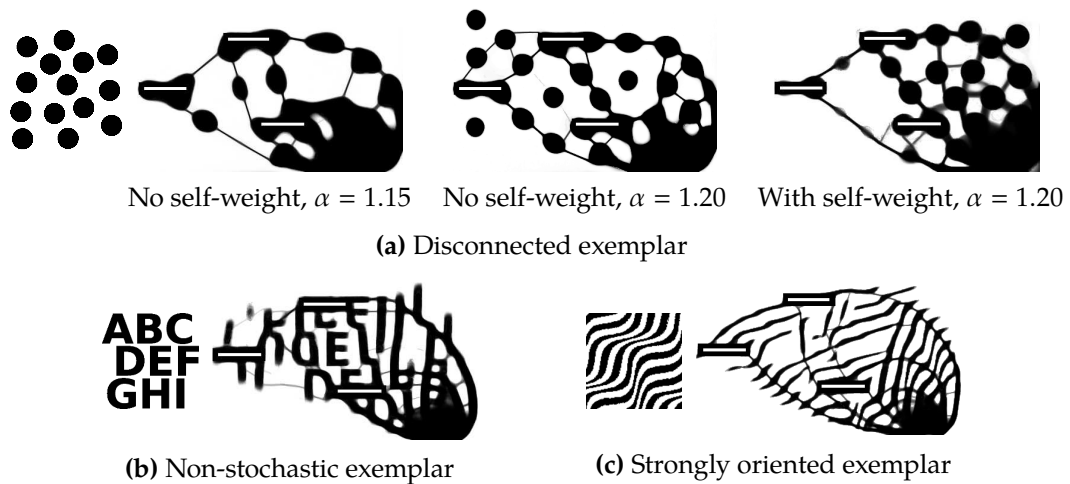 No self-weight, α = 1.15
No self-weight, α = 1.20
With self-weight, α = 1.20
(a) Disconnected exemplar
ABC
DEF
GHI
(b) Non-stochastic exemplar
(c) Strongly oriented exemplar